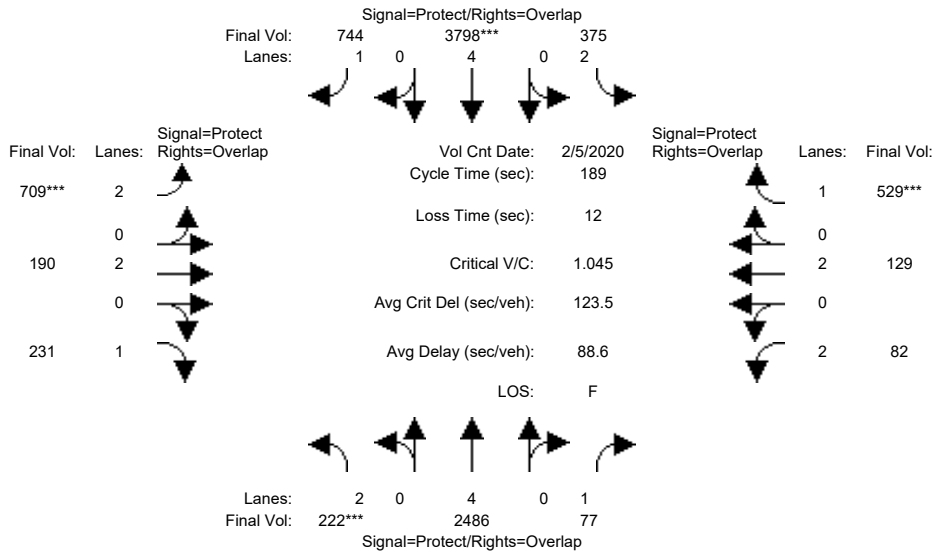 Signal=Protect/Rights=Overlap
Final Vol: 744 3798*** 375
Lanes: 1 0 4 0 2
Signal=Protect Signal=Protect
Final Vol: Lanes: Rights=Overlap Vol Cnt Date: 2/5/2020 Rights=Overlap Lanes: Final Vol:
Cycle Time (sec): 189
709*** 2 1 529***
Loss Time (sec): 12
0 0
190 2 Critical V/C: 1.045 2 129
0 Avg Crit Del (sec/veh): 123.5 0
231 1 Avg Delay (sec/veh): 88.6 2 82
LOS: F
Lanes: 2 0 4 0 1
Final Vol: 222*** 2486 77
Signal=Protect/Rights=Overlap